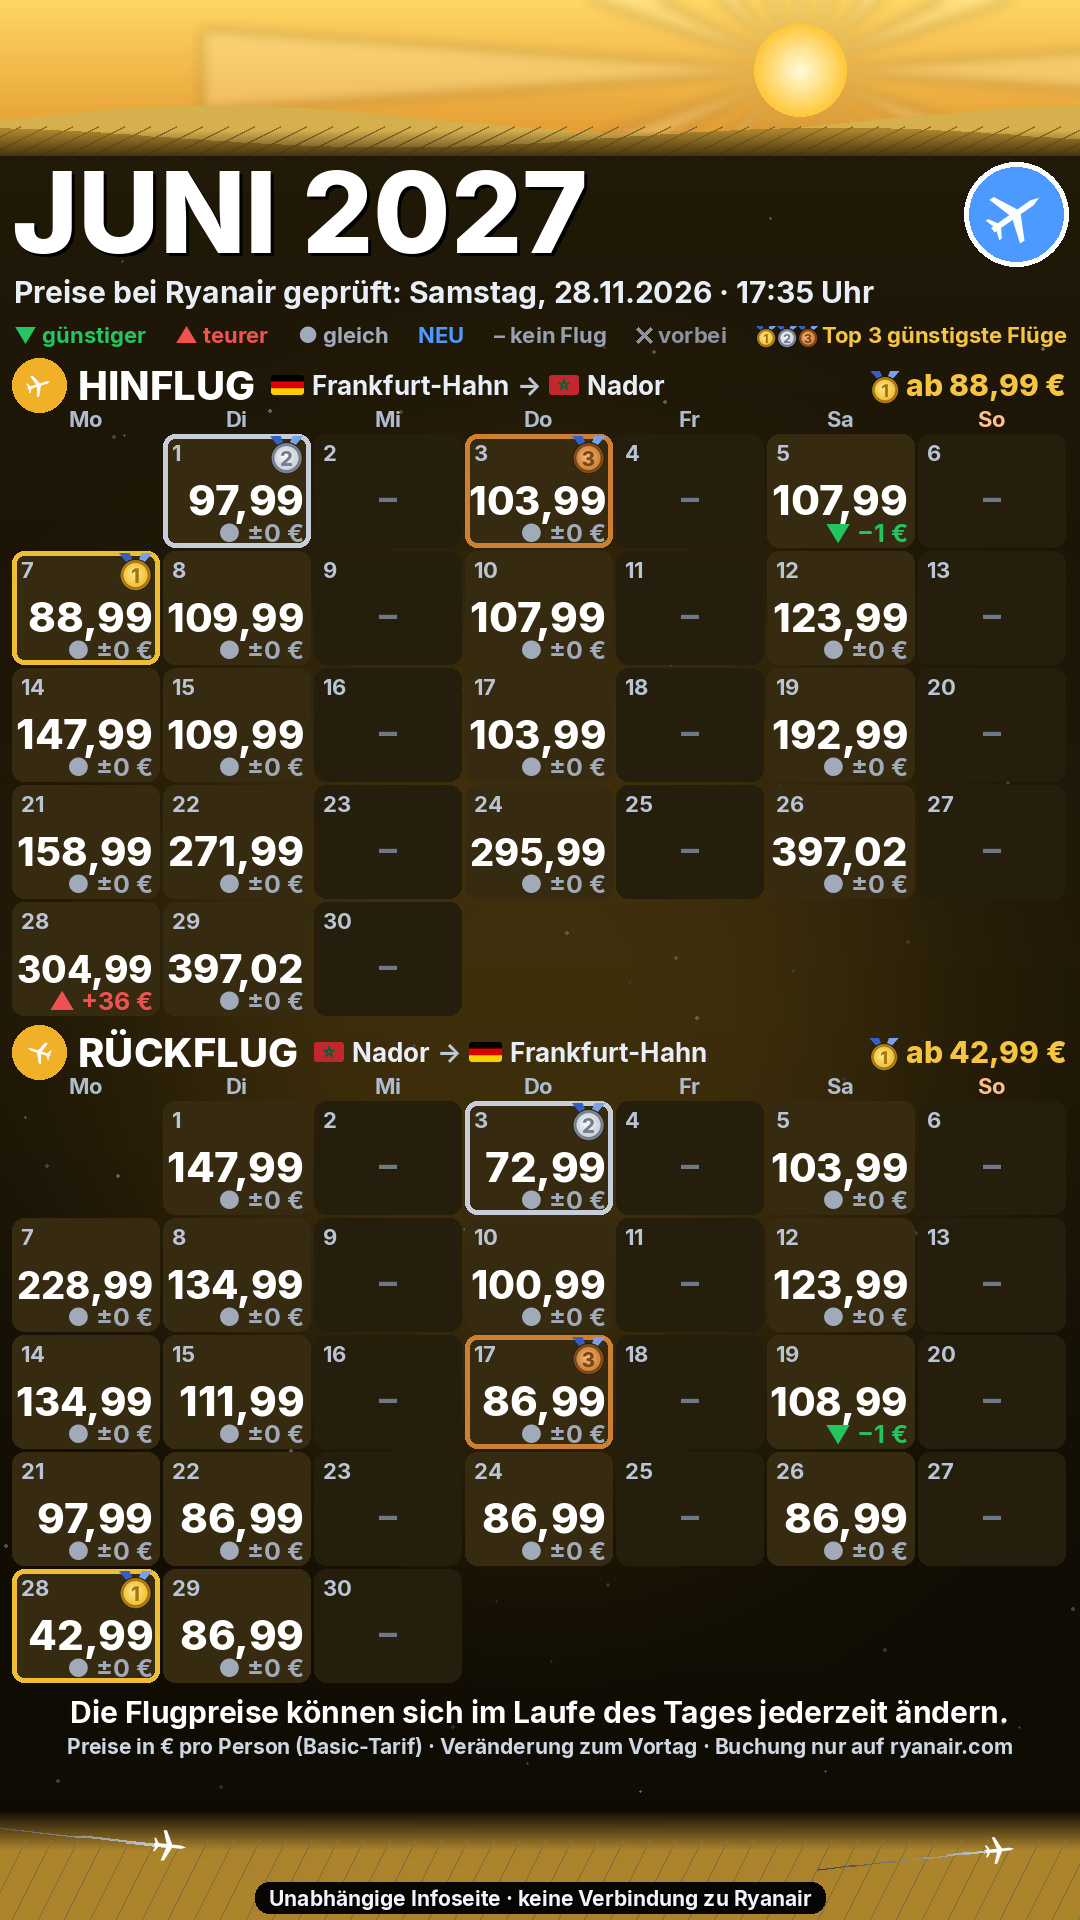 JUNI 2027
Preise bei Ryanair geprüft: Samstag, 28.11.2026 · 17:35 Uhr
▼ günstiger ▲ teurer ● gleich NEU – kein Flug ✕ vorbei 1 2 3 Top 3 günstigste Flüge
HINFLUG Frankfurt-Hahn → Nador 1 ab 88,99 €
Mo Di Mi Do Fr Sa So
1 2 2 3 3 4 5 6
97,99 – 103,99 – 107,99 –
● ±0 € ● ±0 € ▼ −1 €
7 1 8 9 10 11 12 13
88,99 109,99 – 107,99 – 123,99 –
● ±0 € ● ±0 € ● ±0 € ● ±0 €
14 15 16 17 18 19 20
147,99 109,99 – 103,99 – 192,99 –
● ±0 € ● ±0 € ● ±0 € ● ±0 €
21 22 23 24 25 26 27
158,99 271,99 – 295,99 – 397,02 –
● ±0 € ● ±0 € ● ±0 € ● ±0 €
28 29 30
304,99 397,02 –
▲ +36 € ● ±0 €
RÜCKFLUG Nador → Frankfurt-Hahn 1 ab 42,99 €
Mo Di Mi Do Fr Sa So
1 2 3 2 4 5 6
147,99 – 72,99 – 103,99 –
● ±0 € ● ±0 € ● ±0 €
7 8 9 10 11 12 13
228,99 134,99 – 100,99 – 123,99 –
● ±0 € ● ±0 € ● ±0 € ● ±0 €
14 15 16 17 3 18 19 20
134,99 111,99 – 86,99 – 108,99 –
● ±0 € ● ±0 € ● ±0 € ▼ −1 €
21 22 23 24 25 26 27
97,99 86,99 – 86,99 – 86,99 –
● ±0 € ● ±0 € ● ±0 € ● ±0 €
28 1 29 30
42,99 86,99 –
● ±0 € ● ±0 €
Die Flugpreise können sich im Laufe des Tages jederzeit ändern.
Preise in € pro Person (Basic-Tarif) · Veränderung zum Vortag · Buchung nur auf ryanair.com
Unabhängige Infoseite · keine Verbindung zu Ryanair